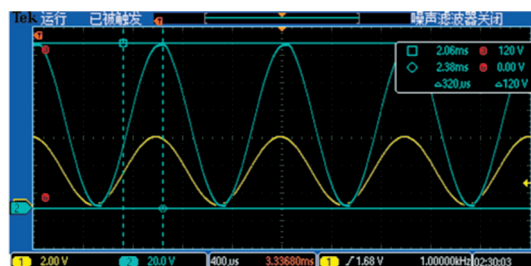 Tek 运行 已被触发 噪声滤波器关闭
2.06ms a 120 V
2.38ms b 0.00 V
△320μs △120 V
a
b
2
1 2.00 V 2 20.0 V 400μs 3.33680ms 1 1.68 V 1.00000kHz 02:30:03